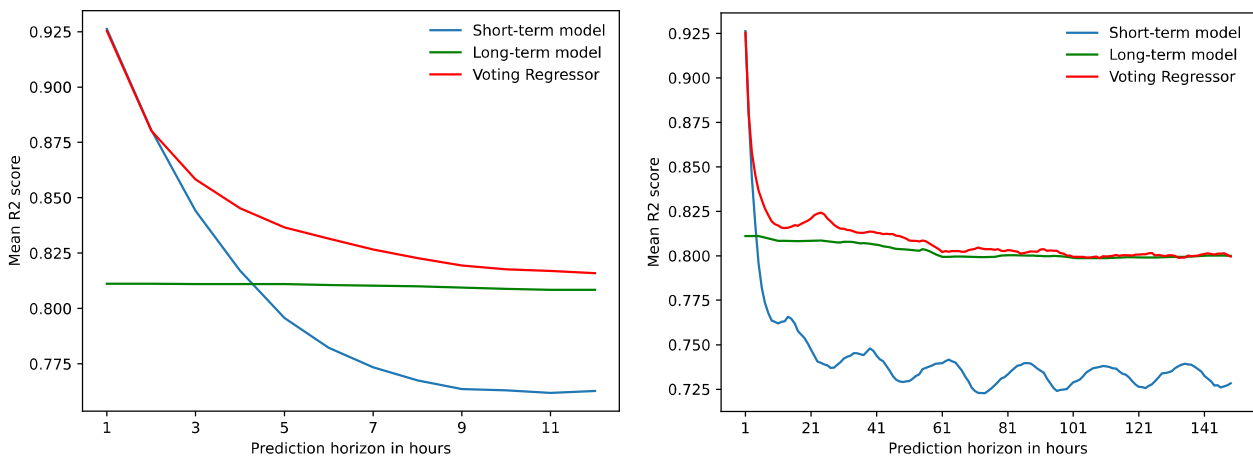 Mean R2 score
0.925
0.900
0.875
0.850
0.825
0.800
0.775
1 3 5 7 9 11
Prediction horizon in hours
Short-term model
Long-term model
Voting Regressor
Mean R2 score
0.925
0.900
0.875
0.850
0.825
0.800
0.775
0.750
0.725
1 21 41 61 81 101 121 141
Prediction horizon in hours
Short-term model
Long-term model
Voting Regressor